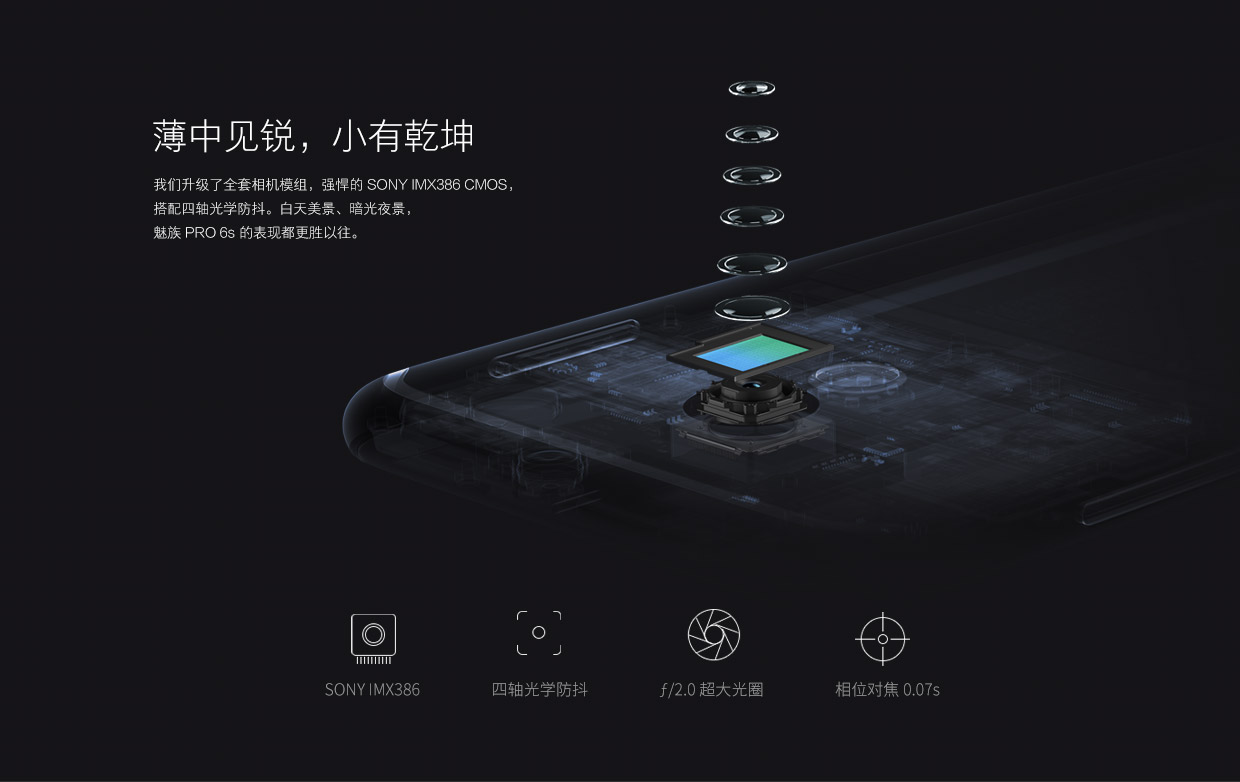 薄中见锐，小有乾坤
我们升级了全套相机模组，强悍的 SONY IMX386 CMOS，
搭配四轴光学防抖。白天美景、暗光夜景，
魅族 PRO 6s 的表现都更胜以往。
SONY IMX386
四轴光学防抖
ƒ/2.0 超大光圈
相位对焦 0.07s